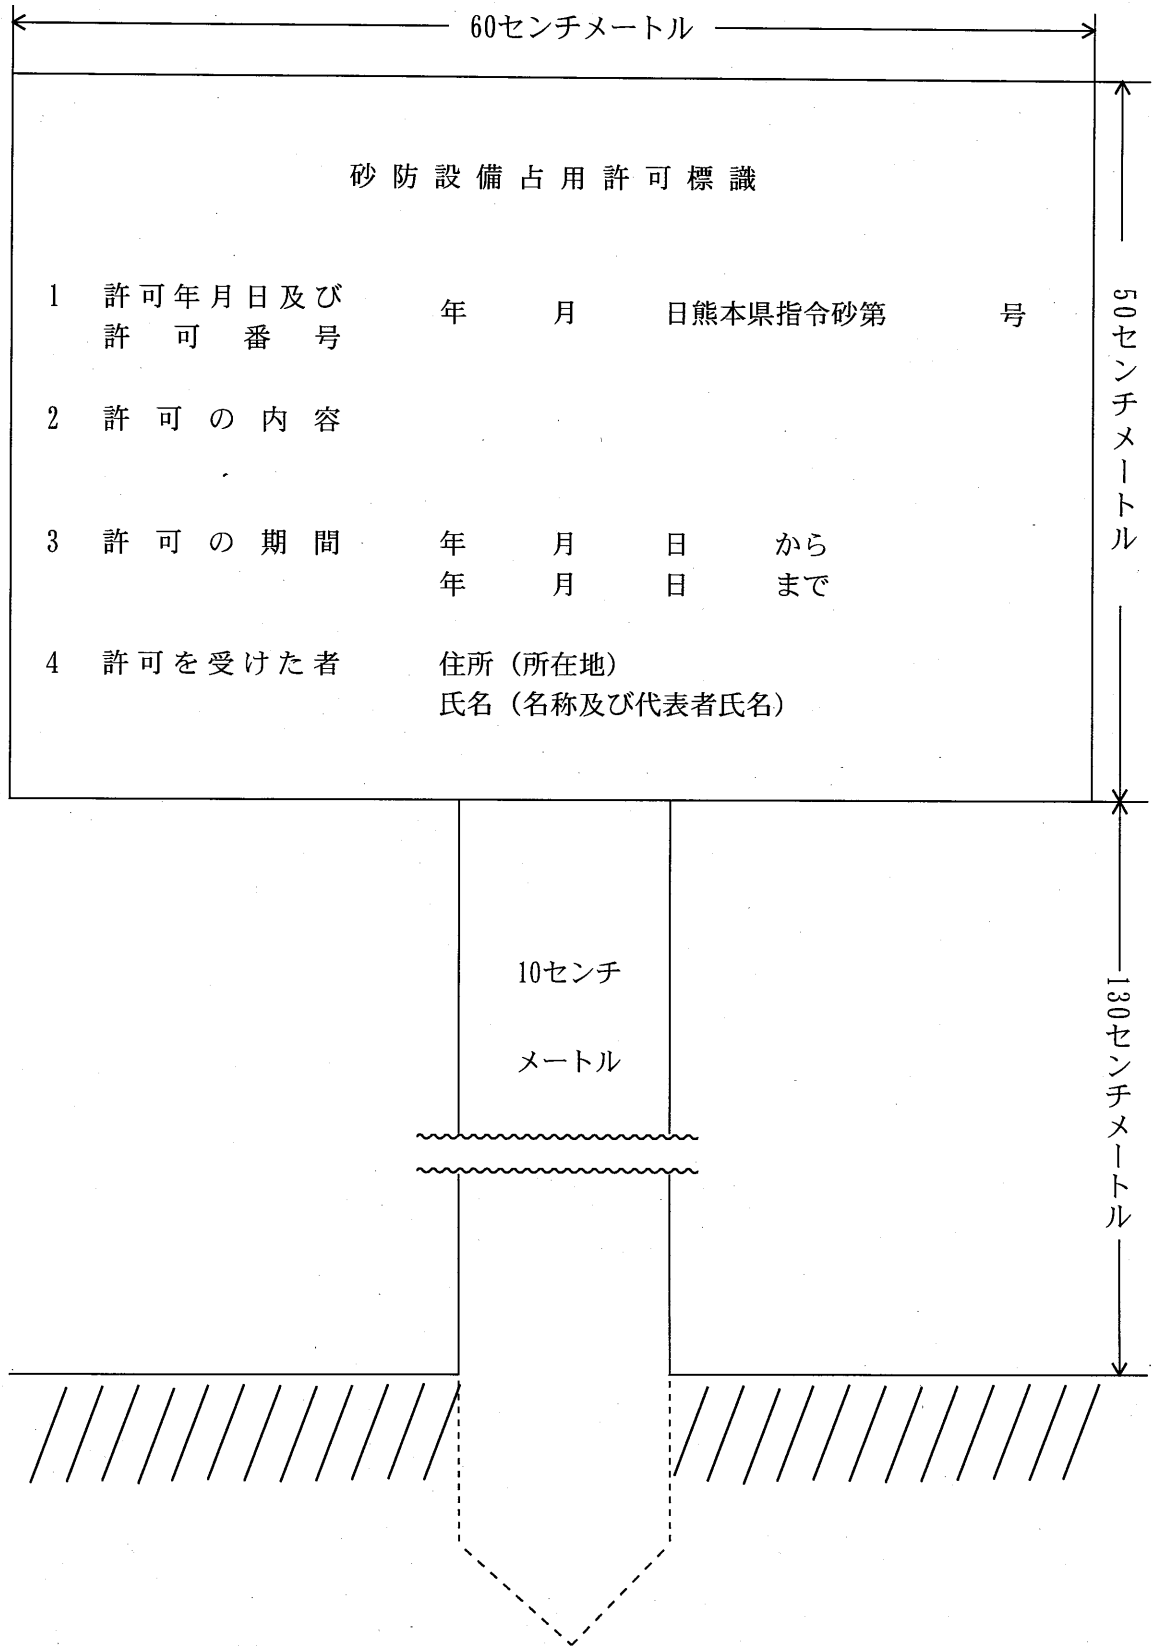 60センチメートル
砂防設備占用許可標識
1 許可年月日及び
許可番号
年 月 日熊本県指令砂第 号
2 許可の内容
3 許可の期間 年 月 日 から
年 月 日 まで
4 許可を受けた者 住所（所在地）
氏名（名称及び代表者氏名）
50センチメートル
10センチ
メートル
130センチメートル